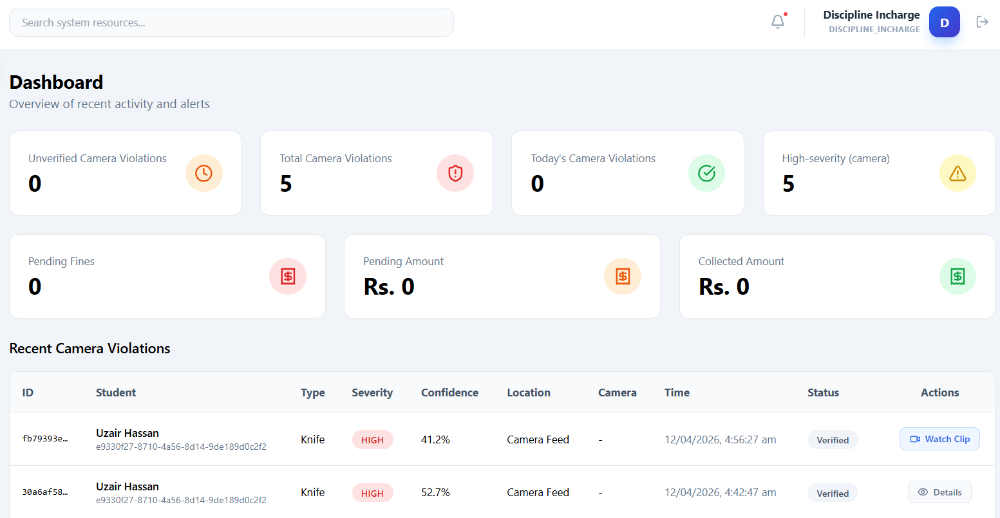 Search system resources...
Discipline Incharge
DISCIPLINE_INCHARGE
D
Dashboard
Overview of recent activity and alerts
Unverified Camera Violations
0
Total Camera Violations
5
Today's Camera Violations
0
High-severity (camera)
5
Pending Fines
0
Pending Amount
Rs. 0
Collected Amount
Rs. 0
Recent Camera Violations
ID Student Type Severity Confidence Location Camera Time Status Actions
fb79393e… Uzair Hassan Knife HIGH 41.2% Camera Feed - 12/04/2026, 4:56:27 am Verified Watch Clip
e9330f27-8710-4a56-8d14-9de189d0c2f2
30a6af58… Uzair Hassan Knife HIGH 52.7% Camera Feed - 12/04/2026, 4:42:47 am Verified Details
e9330f27-8710-4a56-8d14-9de189d0c2f2